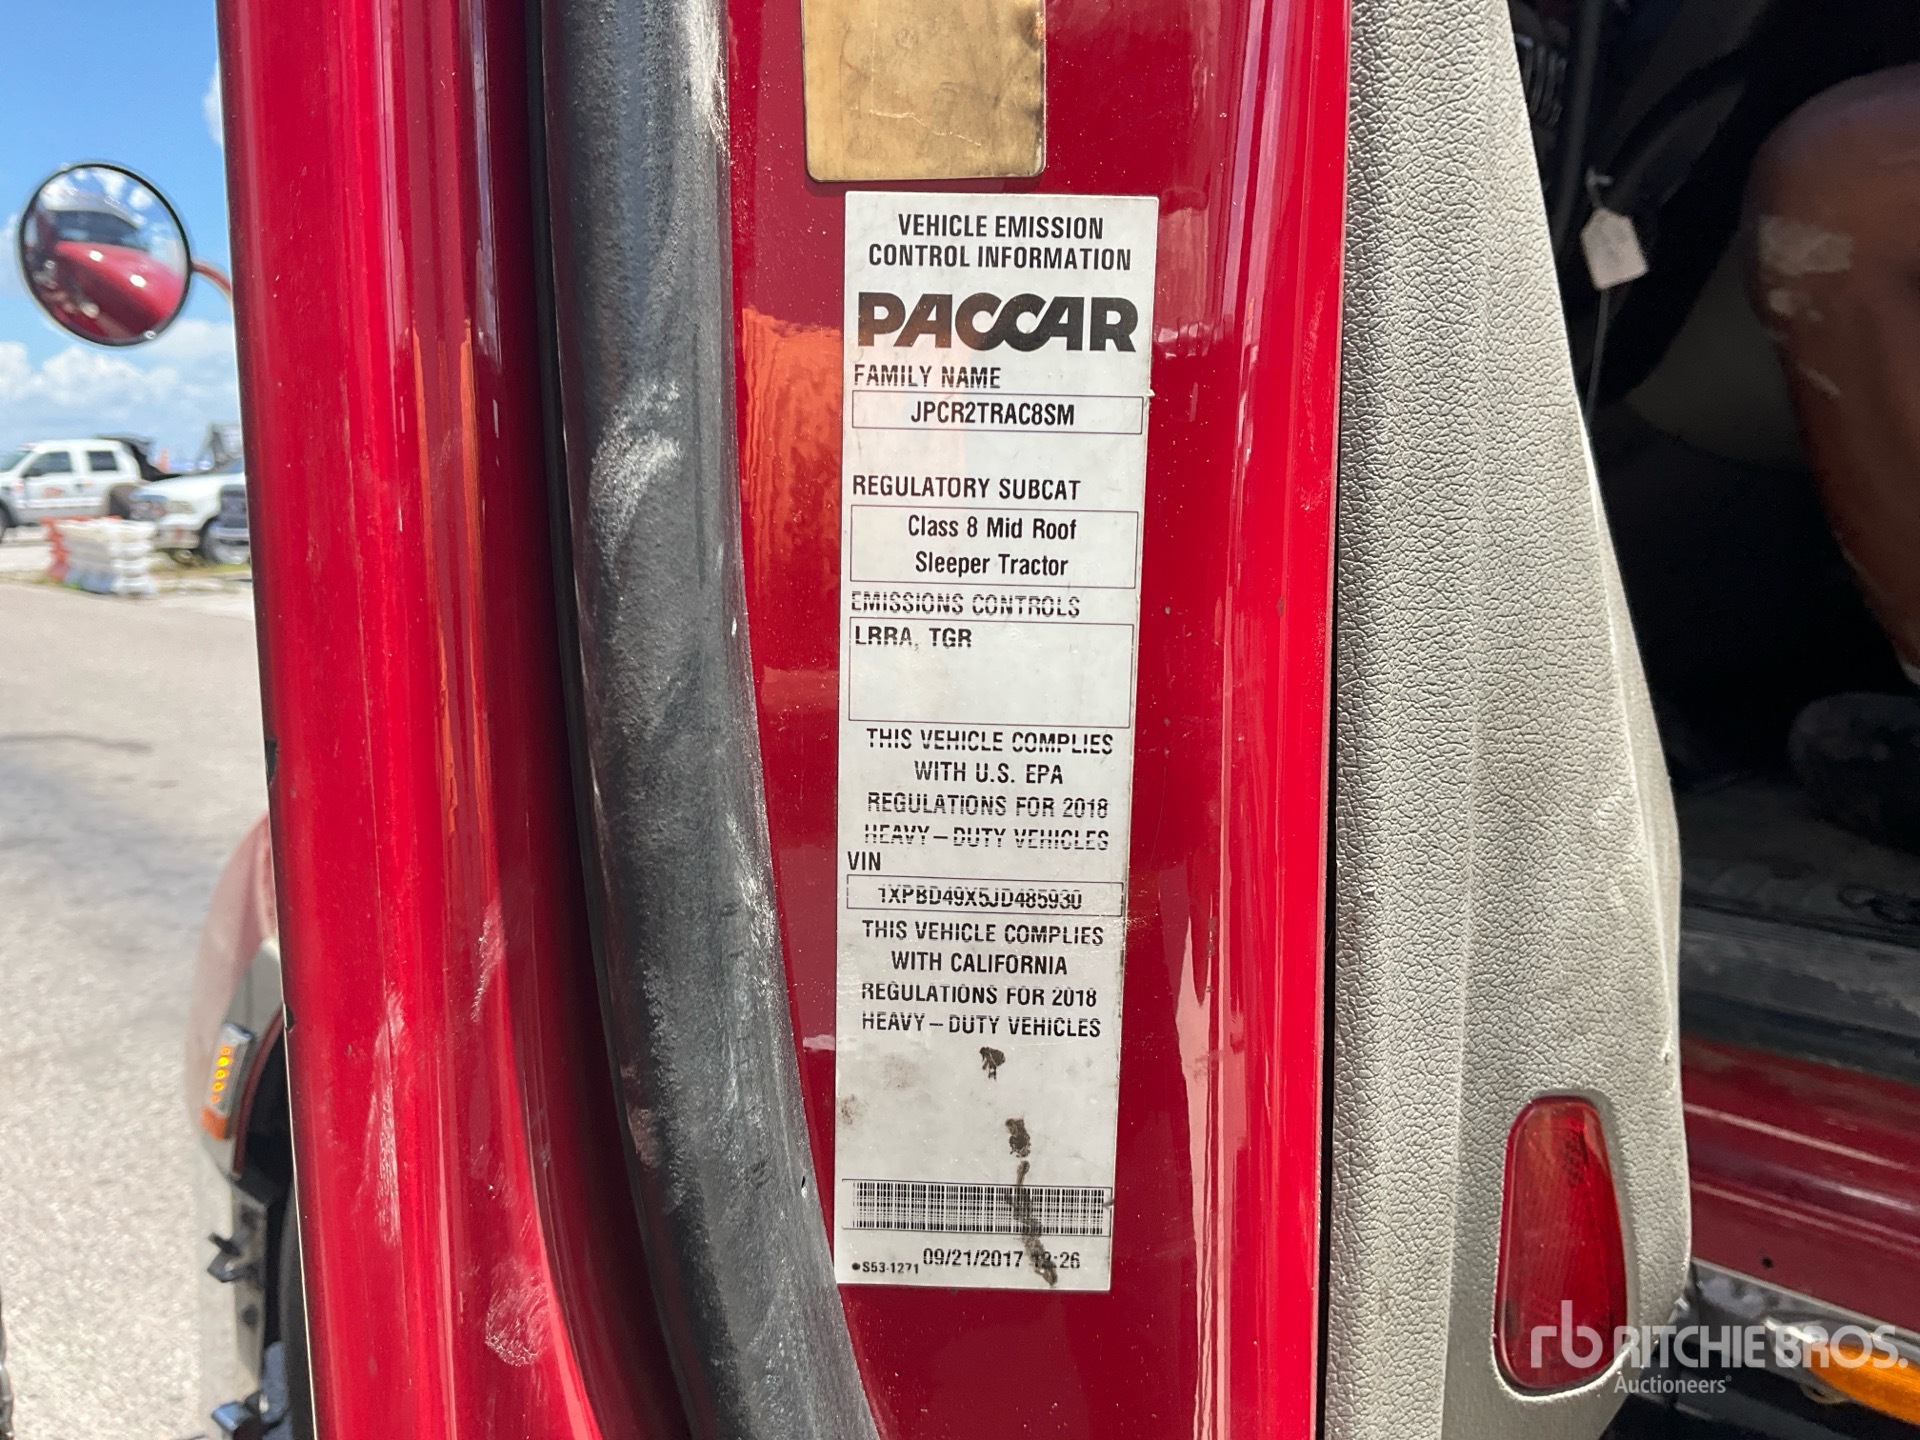 VEHICLE EMISSION
CONTROL INFORMATION
PACCAR
FAMILY NAME
JPCR2TRAC8SM
REGULATORY SUBCAT
Class 8 Mid Roof
Sleeper Tractor
EMISSIONS CONTROLS
LRRA, TGR
THIS VEHICLE COMPLIES
WITH U.S. EPA
REGULATIONS FOR 2018
HEAVY-DUTY VEHICLES
VIN
1XPBD49X5JD485930
THIS VEHICLE COMPLIES
WITH CALIFORNIA
REGULATIONS FOR 2018
HEAVY-DUTY VEHICLES
S53-1271 09/21/2017
rb RITCHIE BROS.
Auctioneers